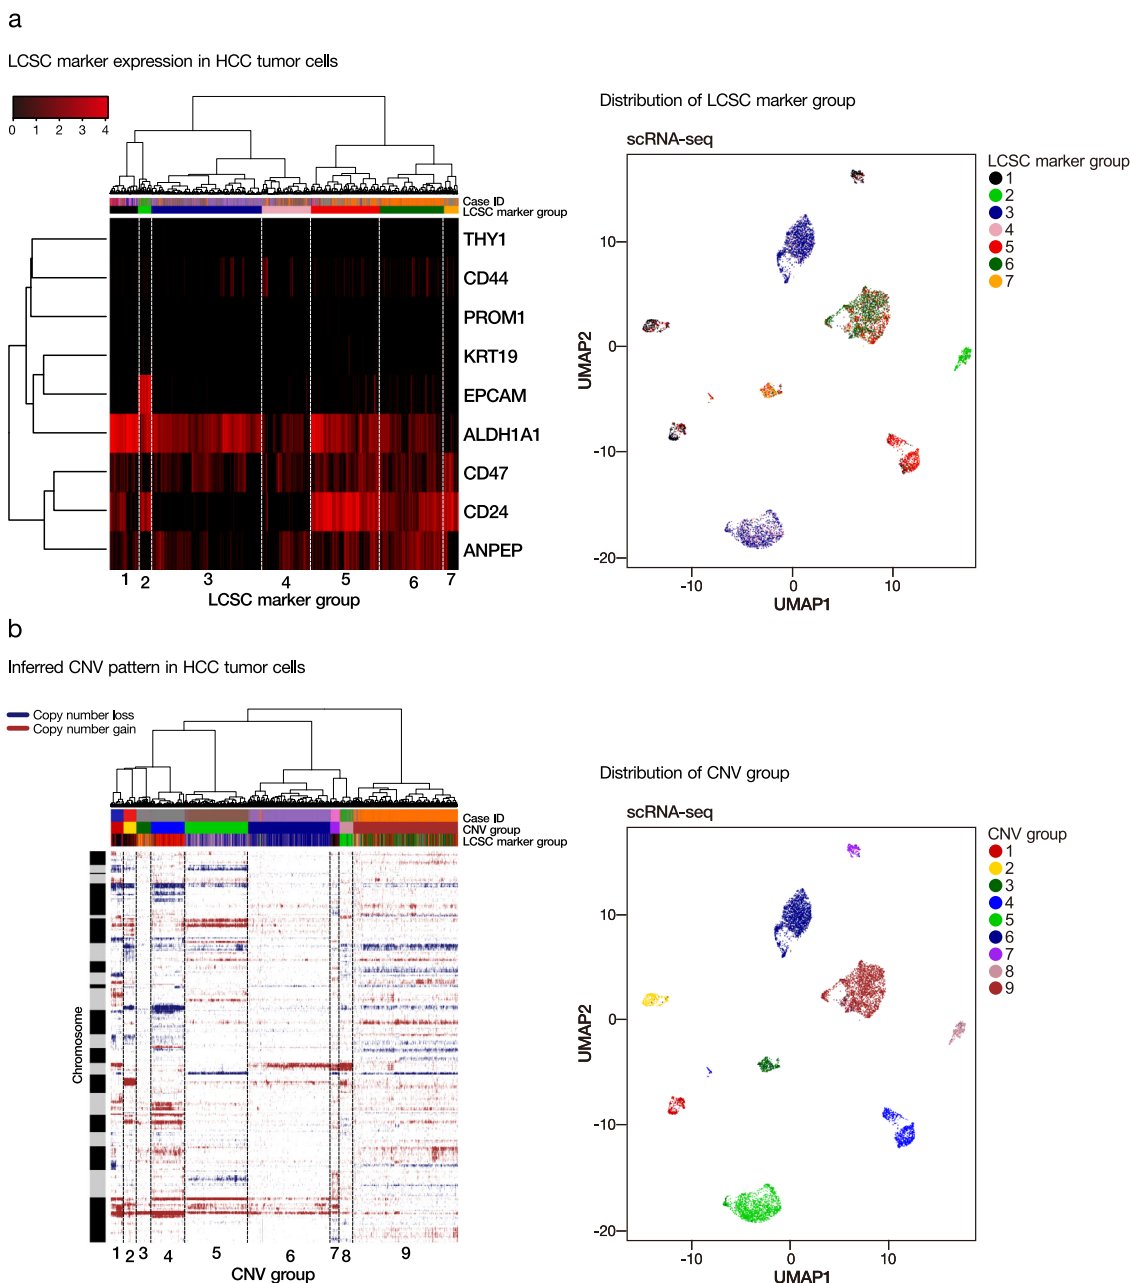 a
LCSC marker expression in HCC tumor cells
0 1 2 3 4
Case ID
LCSC marker group
THY1
CD44
PROM1
KRT19
EPCAM
ALDH1A1
CD47
CD24
ANPEP
1 2 3 4 5 6 7
LCSC marker group
Distribution of LCSC marker group
scRNA-seq
LCSC marker group
1
2
3
4
5
6
7
10
0
-10
-20
UMAP2
-10 0 10
UMAP1
b
Inferred CNV pattern in HCC tumor cells
Copy number loss
Copy number gain
Case ID
CNV group
LCSC marker group
Chromosome
1 2 3 4 5 6 7 8 9
CNV group
Distribution of CNV group
scRNA-seq
CNV group
1
2
3
4
5
6
7
8
9
10
0
-10
-20
UMAP2
-10 0 10
UMAP1